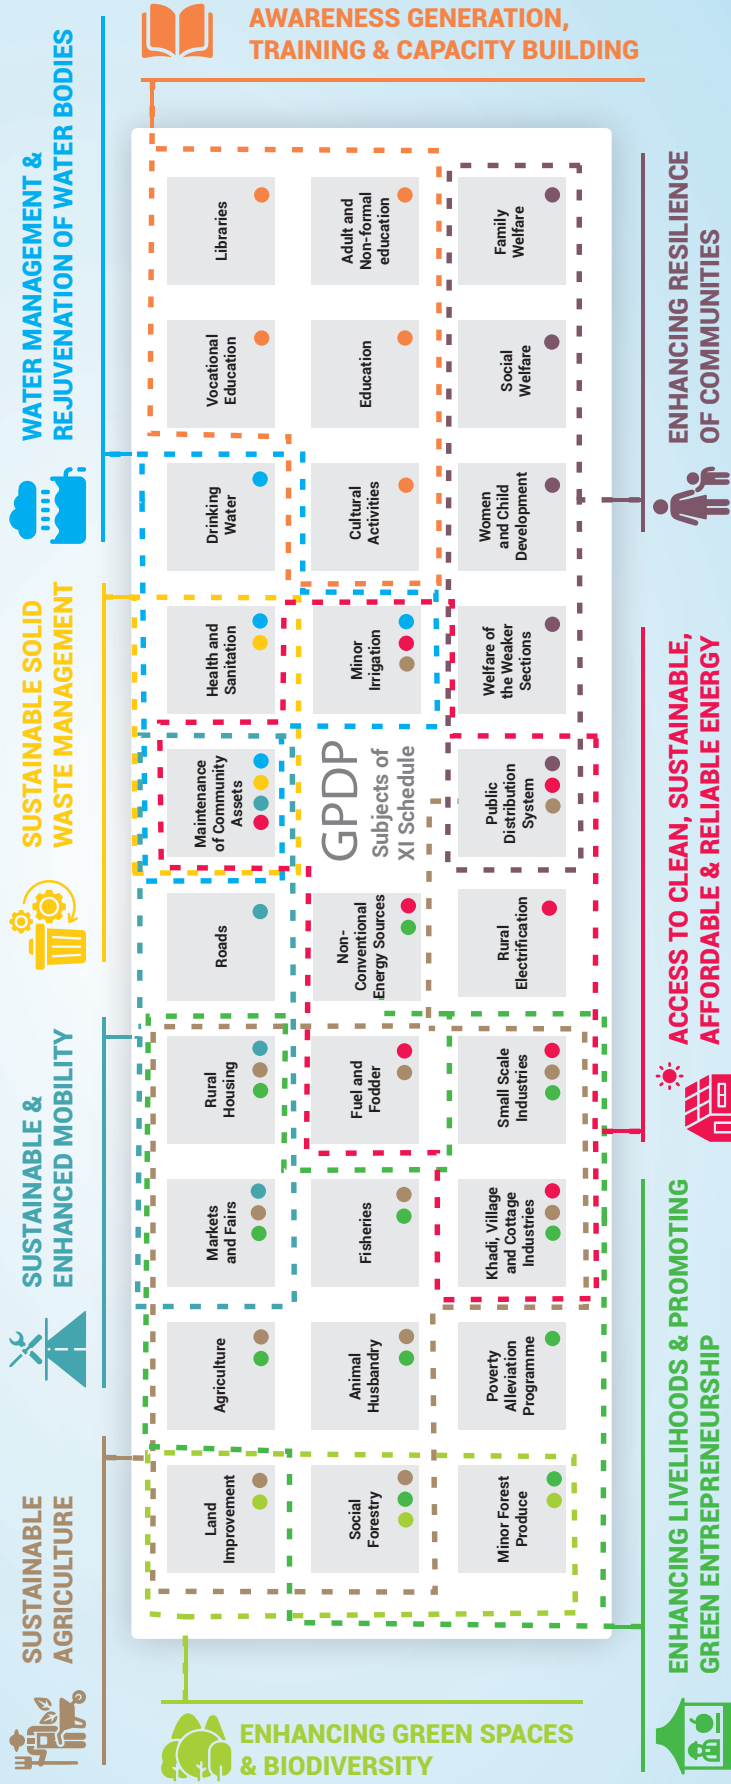 AWARENESS GENERATION,
TRAINING & CAPACITY BUILDING
WATER MANAGEMENT &
REJUVENATION OF WATER BODIES
SUSTAINABLE SOLID
WASTE MANAGEMENT
SUSTAINABLE &
ENHANCED MOBILITY
SUSTAINABLE
AGRICULTURE
Land
Improvement
Agriculture
Markets
and Fairs
Rural
Housing
Roads
Maintenance
of Community
Assets
Health and
Sanitation
Drinking
Water
Vocational
Education
Libraries
Social
Forestry
Animal
Husbandry
Fisheries
Fuel and
Fodder
Non-
Conventional
Energy Sources
GPDP
Subjects of
XI Schedule
Minor
Irrigation
Cultural
Activities
Education
Adult and
Non-formal
education
Minor Forest
Produce
Poverty
Alleviation
Programme
Khadi, Village
and Cottage
Industries
Small Scale
Industries
Rural
Electrification
Public
Distribution
System
Welfare of
the Weaker
Sections
Women
and Child
Development
Social
Welfare
Family
Welfare
ENHANCING LIVELIHOODS & PROMOTING
GREEN ENTREPRENEURSHIP
ACCESS TO CLEAN, SUSTAINABLE,
AFFORDABLE & RELIABLE ENERGY
ENHANCING RESILIENCE
OF COMMUNITIES
ENHANCING GREEN SPACES
& BIODIVERSITY